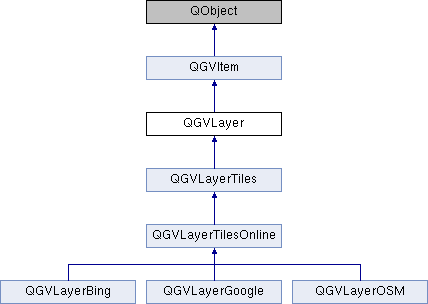 QObject
QGVItem
QGVLayer
QGVLayerTiles
QGVLayerTilesOnline
QGVLayerBing
QGVLayerGoogle
QGVLayerOSM